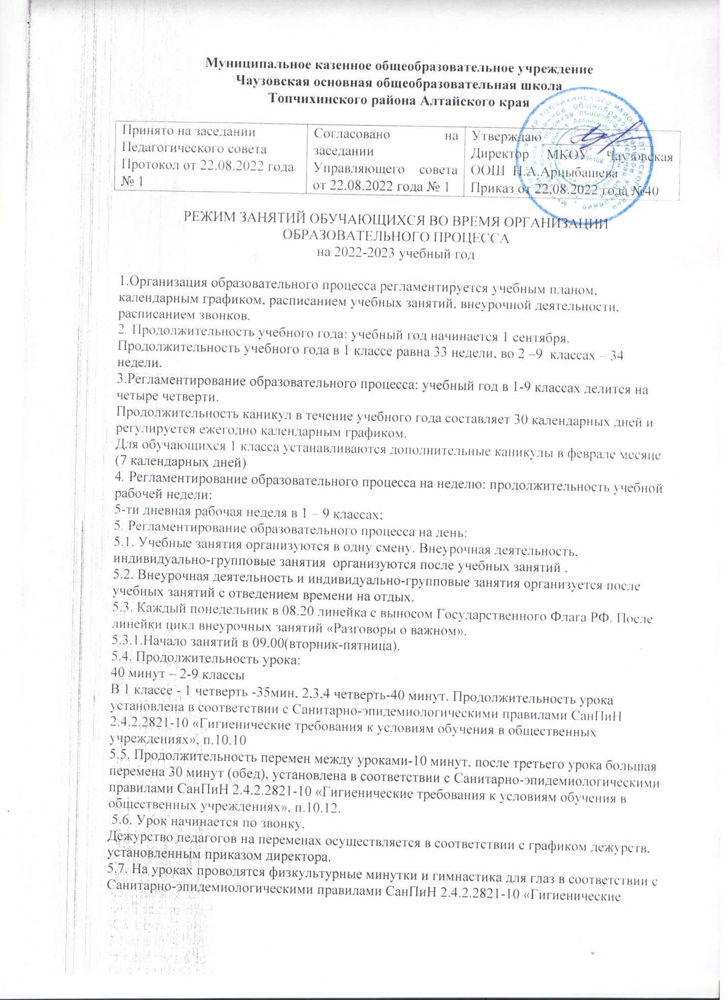 Муниципальное казенное общеобразовательное учреждение
Чаузовская основная общеобразовательная школа
Топчихинского района Алтайского края
Принято на заседании
Педагогического совета
Протокол от 22.08.2022 года
№ 1
Согласовано на
заседании
Управляющего совета
от 22.08.2022 года № 1
Утверждаю
Директор МКОУ Чаузовская
ООШ Н.А.Арцыбашева
Приказ от 22.08.2022 года №40
РЕЖИМ ЗАНЯТИЙ ОБУЧАЮЩИХСЯ ВО ВРЕМЯ ОРГАНИЗАЦИИ
ОБРАЗОВАТЕЛЬНОГО ПРОЦЕССА
на 2022-2023 учебный год
1.Организация образовательного процесса регламентируется учебным планом,
календарным графиком, расписанием учебных занятий, внеурочной деятельности,
расписанием звонков.
2. Продолжительность учебного года: учебный год начинается 1 сентября.
Продолжительность учебного года в 1 классе равна 33 недели, во 2 –9 классах – 34
недели.
3.Регламентирование образовательного процесса: учебный год в 1-9 классах делится на
четыре четверти.
Продолжительность каникул в течение учебного года составляет 30 календарных дней и
регулируется ежегодно календарным графиком.
Для обучающихся 1 класса устанавливаются дополнительные каникулы в феврале месяце
(7 календарных дней)
4. Регламентирование образовательного процесса на неделю: продолжительность учебной
рабочей недели:
5-ти дневная рабочая неделя в 1 – 9 классах;
5. Регламентирование образовательного процесса на день:
5.1. Учебные занятия организуются в одну смену. Внеурочная деятельность,
индивидуально-групповые занятия организуются после учебных занятий .
5.2. Внеурочная деятельность и индивидуально-групповые занятия организуется после
учебных занятий с отведением времени на отдых.
5.3. Каждый понедельник в 08.20 линейка с выносом Государственного Флага РФ. После
линейки цикл внеурочных занятий «Разговоры о важном».
5.3.1.Начало занятий в 09.00(вторник-пятница).
5.4. Продолжительность урока:
40 минут – 2-9 классы
В 1 классе - 1 четверть -35мин, 2,3,4 четверть-40 минут. Продолжительность урока
установлена в соответствии с Санитарно-эпидемиологическими правилами СанПиН
2.4.2.2821-10 «Гигиенические требования к условиям обучения в общественных
учреждениях», п.10.10
5.5. Продолжительность перемен между уроками-10 минут, после третьего урока большая
перемена 30 минут (обед), установлена в соответствии с Санитарно-эпидемиологическими
правилами СанПиН 2.4.2.2821-10 «Гигиенические требования к условиям обучения в
общественных учреждениях», п.10.12.
5.6. Урок начинается по звонку.
Дежурство педагогов на переменах осуществляется в соответствии с графиком дежурств,
установленным приказом директора.
5.7. На уроках проводятся физкультурные минутки и гимнастика для глаз в соответствии с
Санитарно-эпидемиологическими правилами СанПиН 2.4.2.2821-10 «Гигиенические